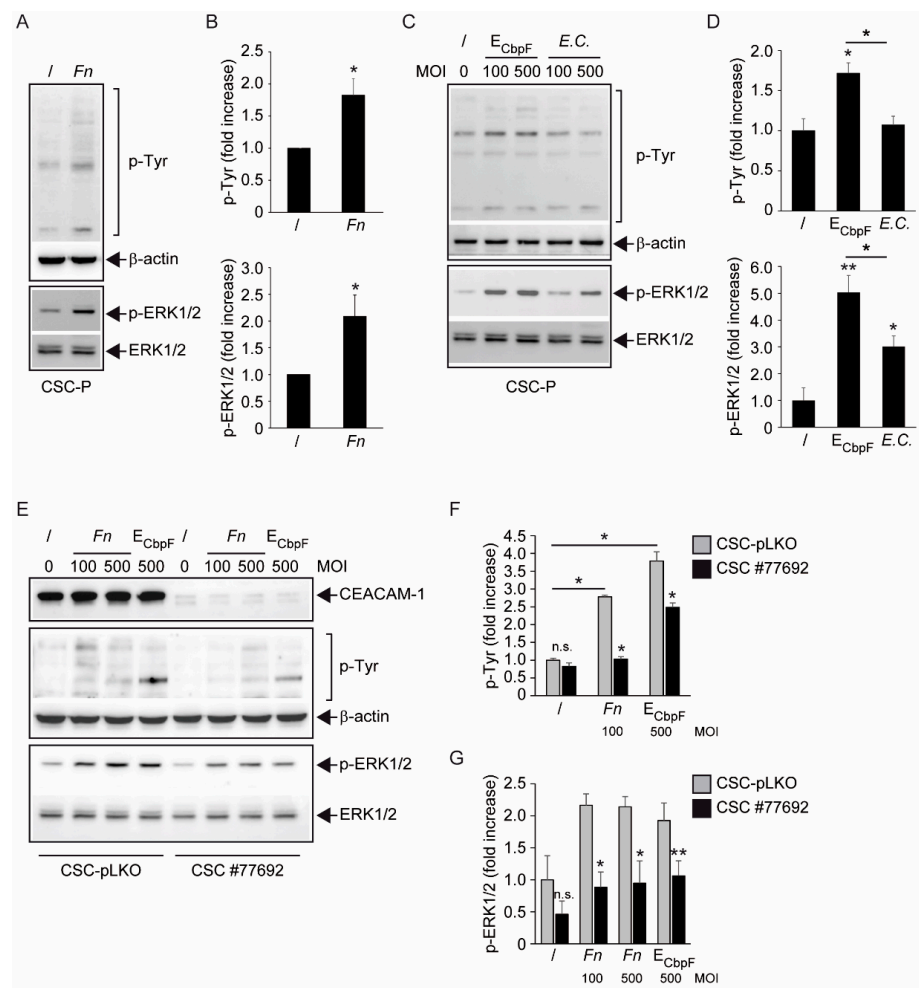 A
/ Fn
p-Tyr
β-actin
p-ERK1/2
ERK1/2
CSC-P
B
p-Tyr (fold increase)
2.5
2.0
1.5
1.0
0.5
0
/ Fn
*
p-ERK1/2 (fold increase)
3.0
2.5
2.0
1.5
1.0
0.5
0
/ Fn
*
C
/ ECbpF E.C.
MOI 0 100 500 100 500
p-Tyr
β-actin
p-ERK1/2
ERK1/2
CSC-P
D
p-Tyr (fold increase)
2.0
1.5
1.0
0.5
0
*
*
/ ECbpF E.C.
p-ERK1/2 (fold increase)
6.0
5.0
4.0
3.0
2.0
1.0
0
*
**
*
/ ECbpF E.C.
E
/ Fn ECbpF / Fn ECbpF
0 100 500 500 0 100 500 500 MOI
CEACAM-1
p-Tyr
β-actin
p-ERK1/2
ERK1/2
CSC-pLKO CSC #77692
F
p-Tyr (fold increase)
4.5
4.0
3.5
3.0
2.5
2.0
1.5
1.0
0.5
0
*
*
n.s.
*
*
CSC-pLKO
CSC #77692
/ Fn ECbpF
100 500 MOI
G
p-ERK1/2 (fold increase)
2.5
2.0
1.5
1.0
0.5
0
n.s.
*
*
**
CSC-pLKO
CSC #77692
/ Fn Fn ECbpF
100 500 500 MOI